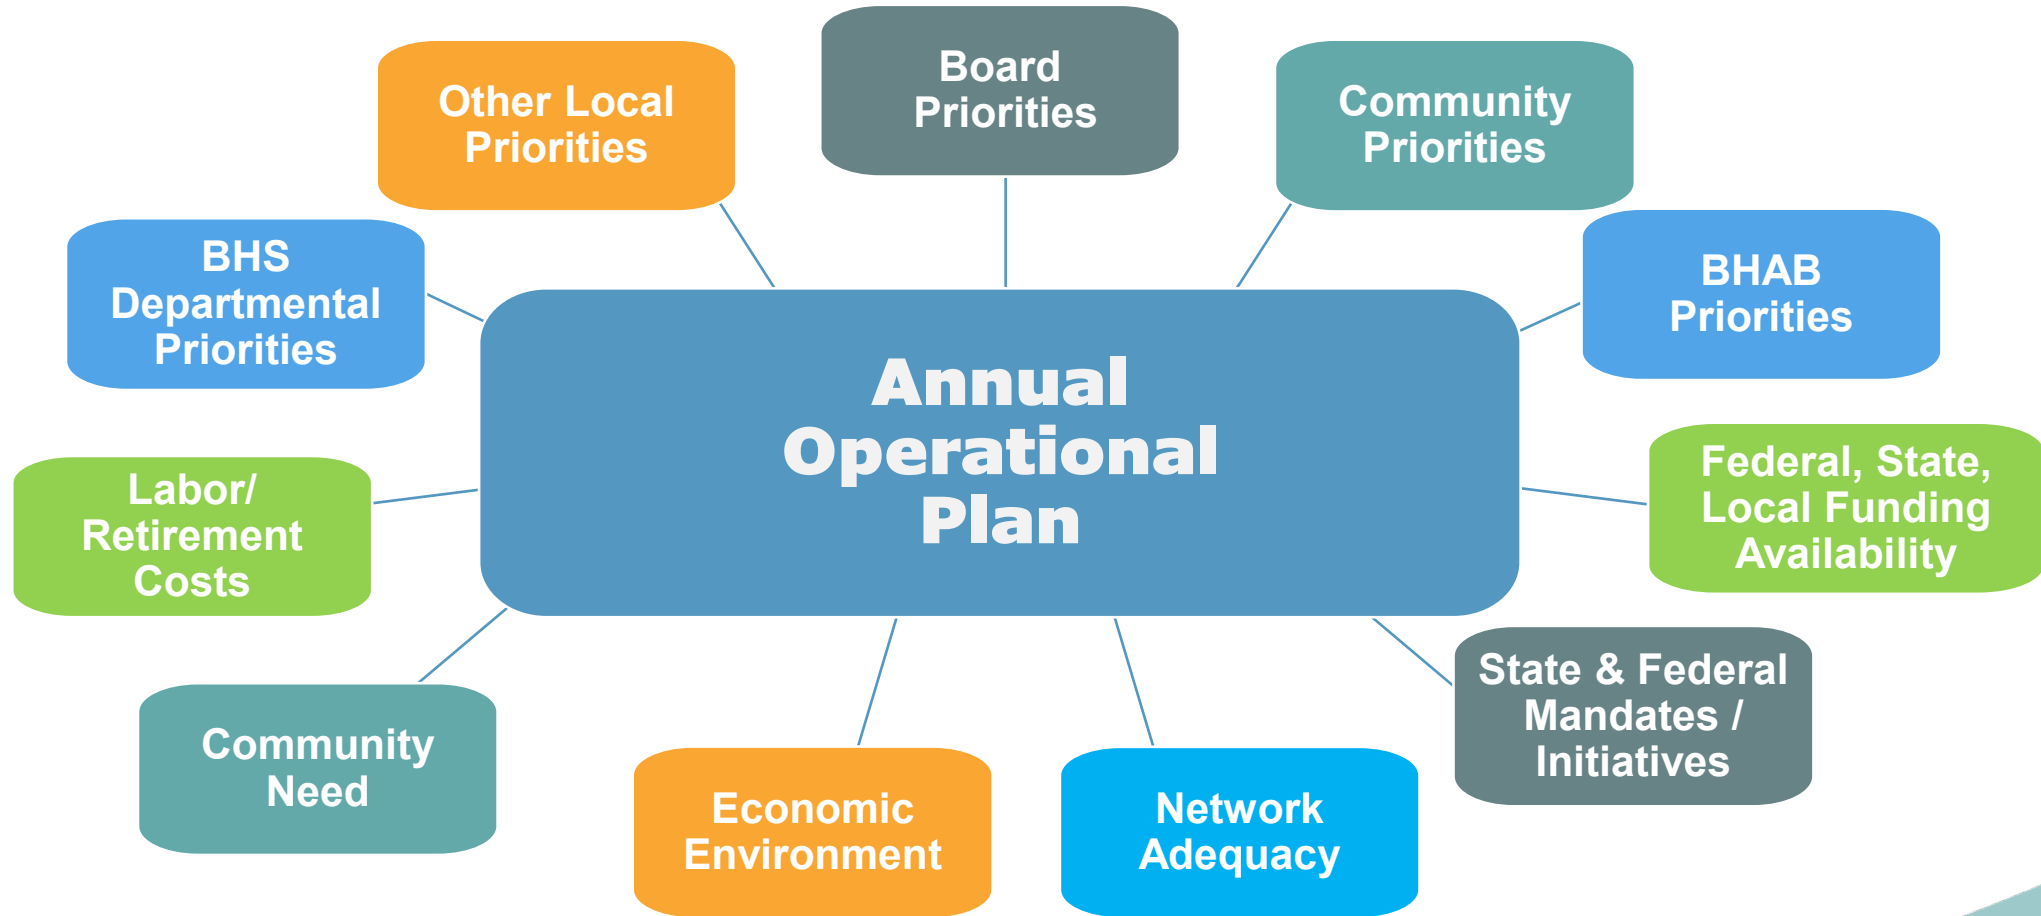 Board
Priorities
Other Local
Priorities
Community
Priorities
BHS
Departmental
Priorities
BHAB
Priorities
Annual
Operational
Plan
Labor/
Retirement
Costs
Federal, State,
Local Funding
Availability
Community
Need
State & Federal
Mandates /
Initiatives
Economic
Environment
Network
Adequacy